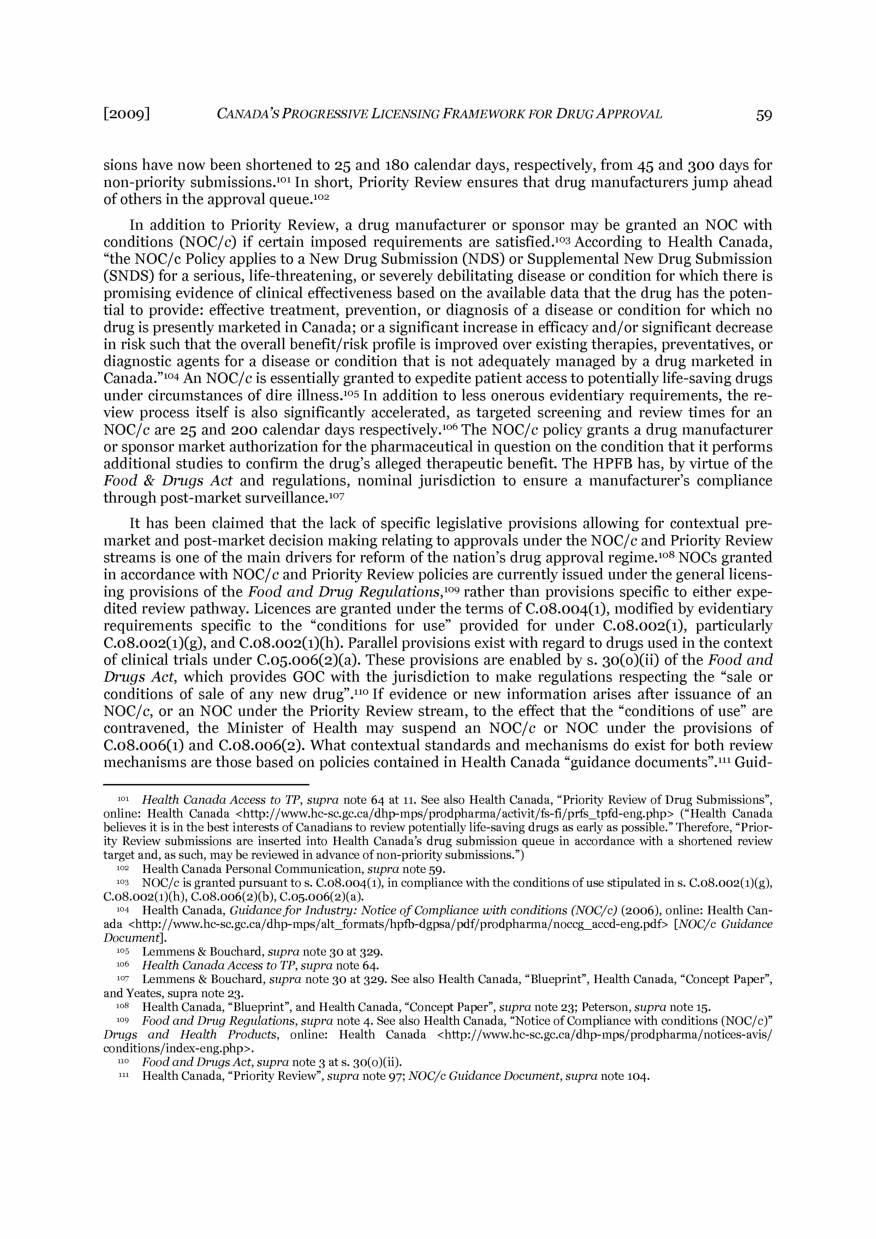 [2009] CANADA'S PROGRESSIVE LICENSING FRAMEWORK FOR DRUG APPROVAL 59
sions have now been shortened to 25 and 180 calendar days, respectively, from 45 and 300 days for
non-priority submissions.101 In short, Priority Review ensures that drug manufacturers jump ahead
of others in the approval queue.102
In addition to Priority Review, a drug manufacturer or sponsor may be granted an NOC with
conditions (NOC/c) if certain imposed requirements are satisfied.103 According to Health Canada,
“the NOC/c Policy applies to a New Drug Submission (NDS) or Supplemental New Drug Submission
(SNDS) for a serious, life-threatening, or severely debilitating disease or condition for which there is
promising evidence of clinical effectiveness based on the available data that the drug has the poten-
tial to provide: effective treatment, prevention, or diagnosis of a disease or condition for which no
drug is presently marketed in Canada; or a significant increase in efficacy and/or significant decrease
in risk such that the overall benefit/risk profile is improved over existing therapies, preventatives, or
diagnostic agents for a disease or condition that is not adequately managed by a drug marketed in
Canada.”104 An NOC/c is essentially granted to expedite patient access to potentially life-saving drugs
under circumstances of dire illness.105 In addition to less onerous evidentiary requirements, the re-
view process itself is also significantly accelerated, as targeted screening and review times for an
NOC/c are 25 and 200 calendar days respectively.106 The NOC/c policy grants a drug manufacturer
or sponsor market authorization for the pharmaceutical in question on the condition that it performs
additional studies to confirm the drug's alleged therapeutic benefit. The HPFB has, by virtue of the
Food & Drugs Act and regulations, nominal jurisdiction to ensure a manufacturer's compliance
through post-market surveillance.107
It has been claimed that the lack of specific legislative provisions allowing for contextual pre-
market and post-market decision making relating to approvals under the NOC/c and Priority Review
streams is one of the main drivers for reform of the nation's drug approval regime.108 NOCs granted
in accordance with NOC/c and Priority Review policies are currently issued under the general licens-
ing provisions of the Food and Drug Regulations,109 rather than provisions specific to either expe-
dited review pathway. Licences are granted under the terms of C.08.004(1), modified by evidentiary
requirements specific to the “conditions for use” provided for under C.08.002(1), particularly
C.08.002(1)(g), and C.08.002(1)(h). Parallel provisions exist with regard to drugs used in the context
of clinical trials under C.05.006(2)(a). These provisions are enabled by s. 30(o)(ii) of the Food and
Drugs Act, which provides GOC with the jurisdiction to make regulations respecting the “sale or
conditions of sale of any new drug”.110 If evidence or new information arises after issuance of an
NOC/c, or an NOC under the Priority Review stream, to the effect that the “conditions of use” are
contravened, the Minister of Health may suspend an NOC/c or NOC under the provisions of
C.08.006(1) and C.08.006(2). What contextual standards and mechanisms do exist for both review
mechanisms are those based on policies contained in Health Canada “guidance documents”.111 Guid-
101 Health Canada Access to TP, supra note 64 at 11. See also Health Canada, “Priority Review of Drug Submissions”,
online: Health Canada <http://www.hc-sc.gc.ca/dhp-mps/prodpharma/activit/fs-fi/prfs_tpfd-eng.php> (“Health Canada
believes it is in the best interests of Canadians to review potentially life-saving drugs as early as possible.” Therefore, “Prior-
ity Review submissions are inserted into Health Canada's drug submission queue in accordance with a shortened review
target and, as such, may be reviewed in advance of non-priority submissions.”)
102 Health Canada Personal Communication, supra note 59.
103 NOC/c is granted pursuant to s. C.08.004(1), in compliance with the conditions of use stipulated in s. C.08.002(1)(g),
C.08.002(1)(h), C.08.006(2)(b), C.05.006(2)(a).
104 Health Canada, Guidance for Industry: Notice of Compliance with conditions (NOC/c) (2006), online: Health Can-
ada <http://www.hc-sc.gc.ca/dhp-mps/alt_formats/hpfb-dgpsa/pdf/prodpharma/noccg_accd-eng.pdf> [NOC/c Guidance
Document].
105 Lemmens & Bouchard, supra note 30 at 329.
106 Health Canada Access to TP, supra note 64.
107 Lemmens & Bouchard, supra note 30 at 329. See also Health Canada, “Blueprint”, Health Canada, “Concept Paper”,
and Yeates, supra note 23.
108 Health Canada, “Blueprint”, and Health Canada, “Concept Paper”, supra note 23; Peterson, supra note 15.
109 Food and Drug Regulations, supra note 4. See also Health Canada, “Notice of Compliance with conditions (NOC/c)”
Drugs and Health Products, online: Health Canada <http://www.hc-sc.gc.ca/dhp-mps/prodpharma/notices-avis/
conditions/index-eng.php>.
110 Food and Drugs Act, supra note 3 at s. 30(o)(ii).
111 Health Canada, “Priority Review”, supra note 97; NOC/c Guidance Document, supra note 104.